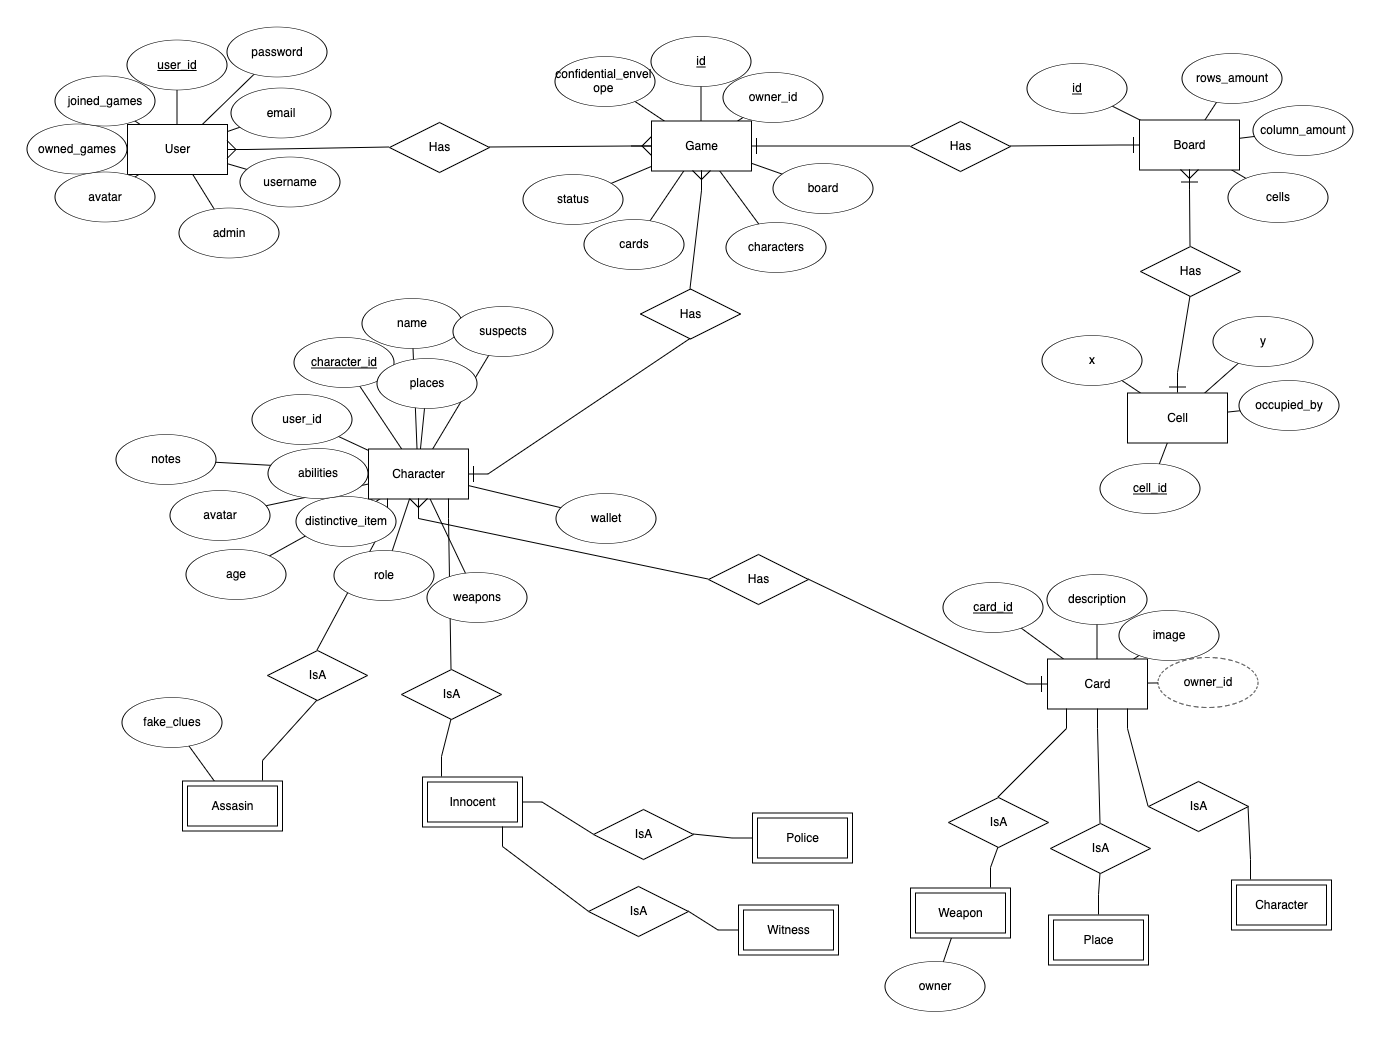 password
id
user_id
confidential_envel
ope
rows_amount
id
joined_games
owner_id
email
column_amount
User
Has
Game
Has
Board
owned_games
username
board
avatar
status
cells
admin
cards
characters
Has
Has
name
suspects
character_id
places
x
y
occupied_by
user_id
Cell
notes
abilities
Character
cell_id
avatar
distinctive_item
wallet
age
role
weapons
Has
card_id
description
image
IsA
IsA
Card
owner_id
fake_clues
Assasin
Innocent
IsA
Police
IsA
IsA
IsA
IsA
Witness
Weapon
Place
Character
owner